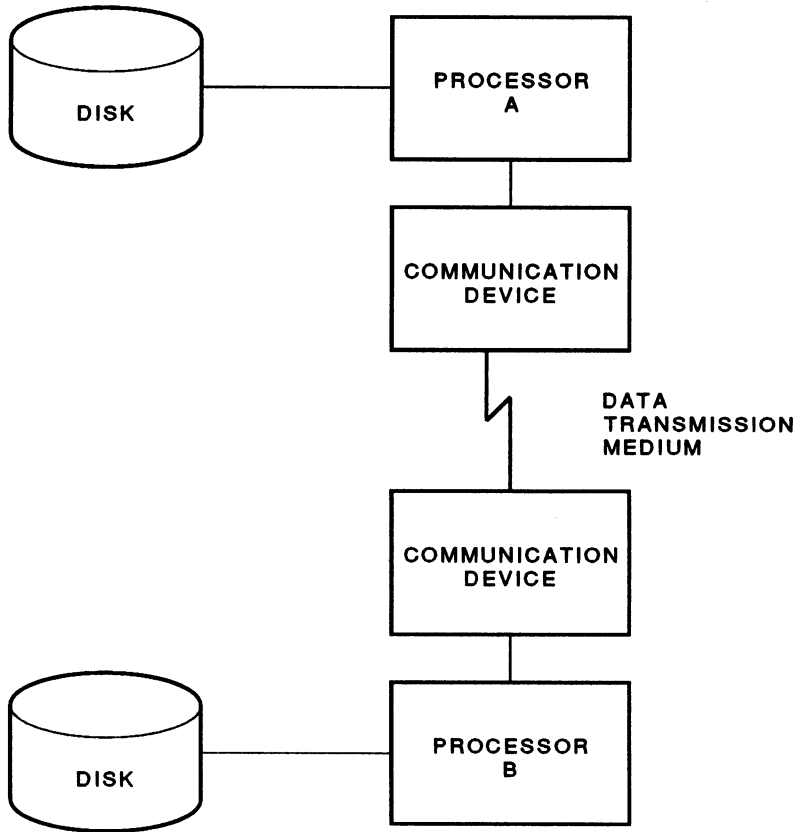 DISK
PROCESSOR
A
COMMUNICATION
DEVICE
DATA
TRANSMISSION
MEDIUM
COMMUNICATION
DEVICE
DISK
PROCESSOR
B